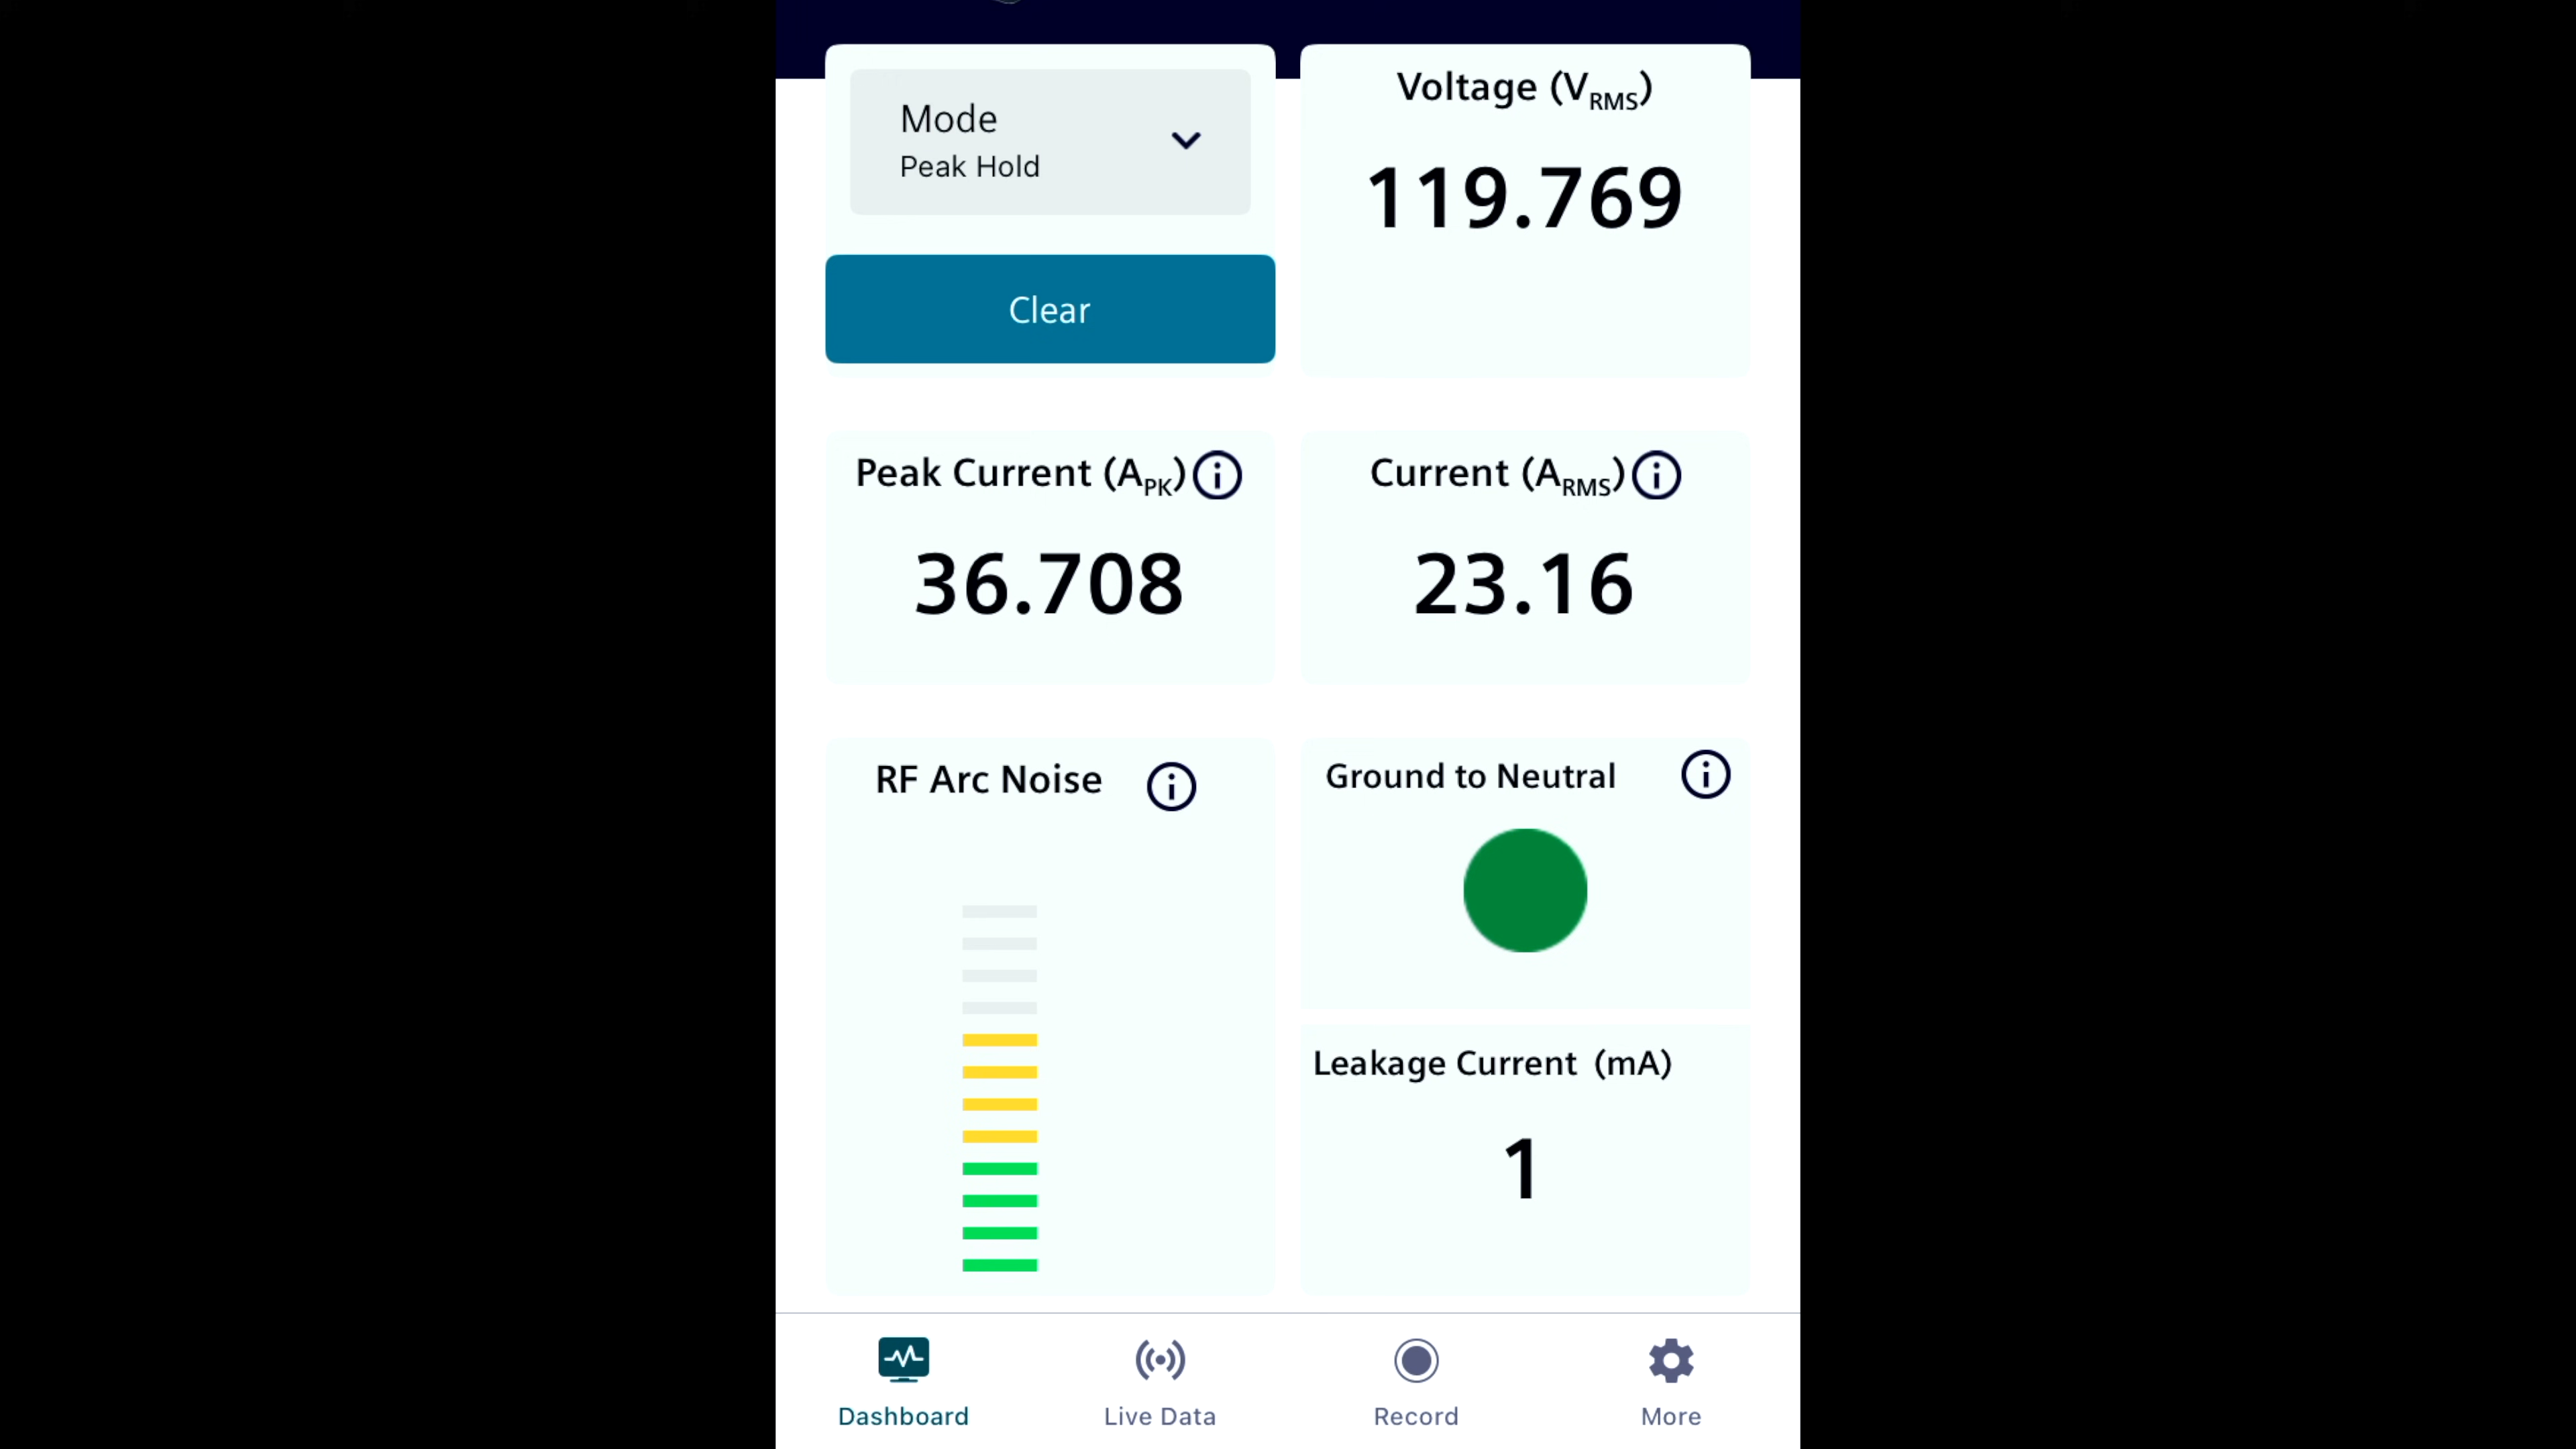 Mode
Peak Hold
Clear
Voltage (VRMS)
119.769
Peak Current (APK)
36.708
Current (ARMS)
23.16
RF Arc Noise
Ground to Neutral
Leakage Current (mA)
1
Dashboard
Live Data
Record
More